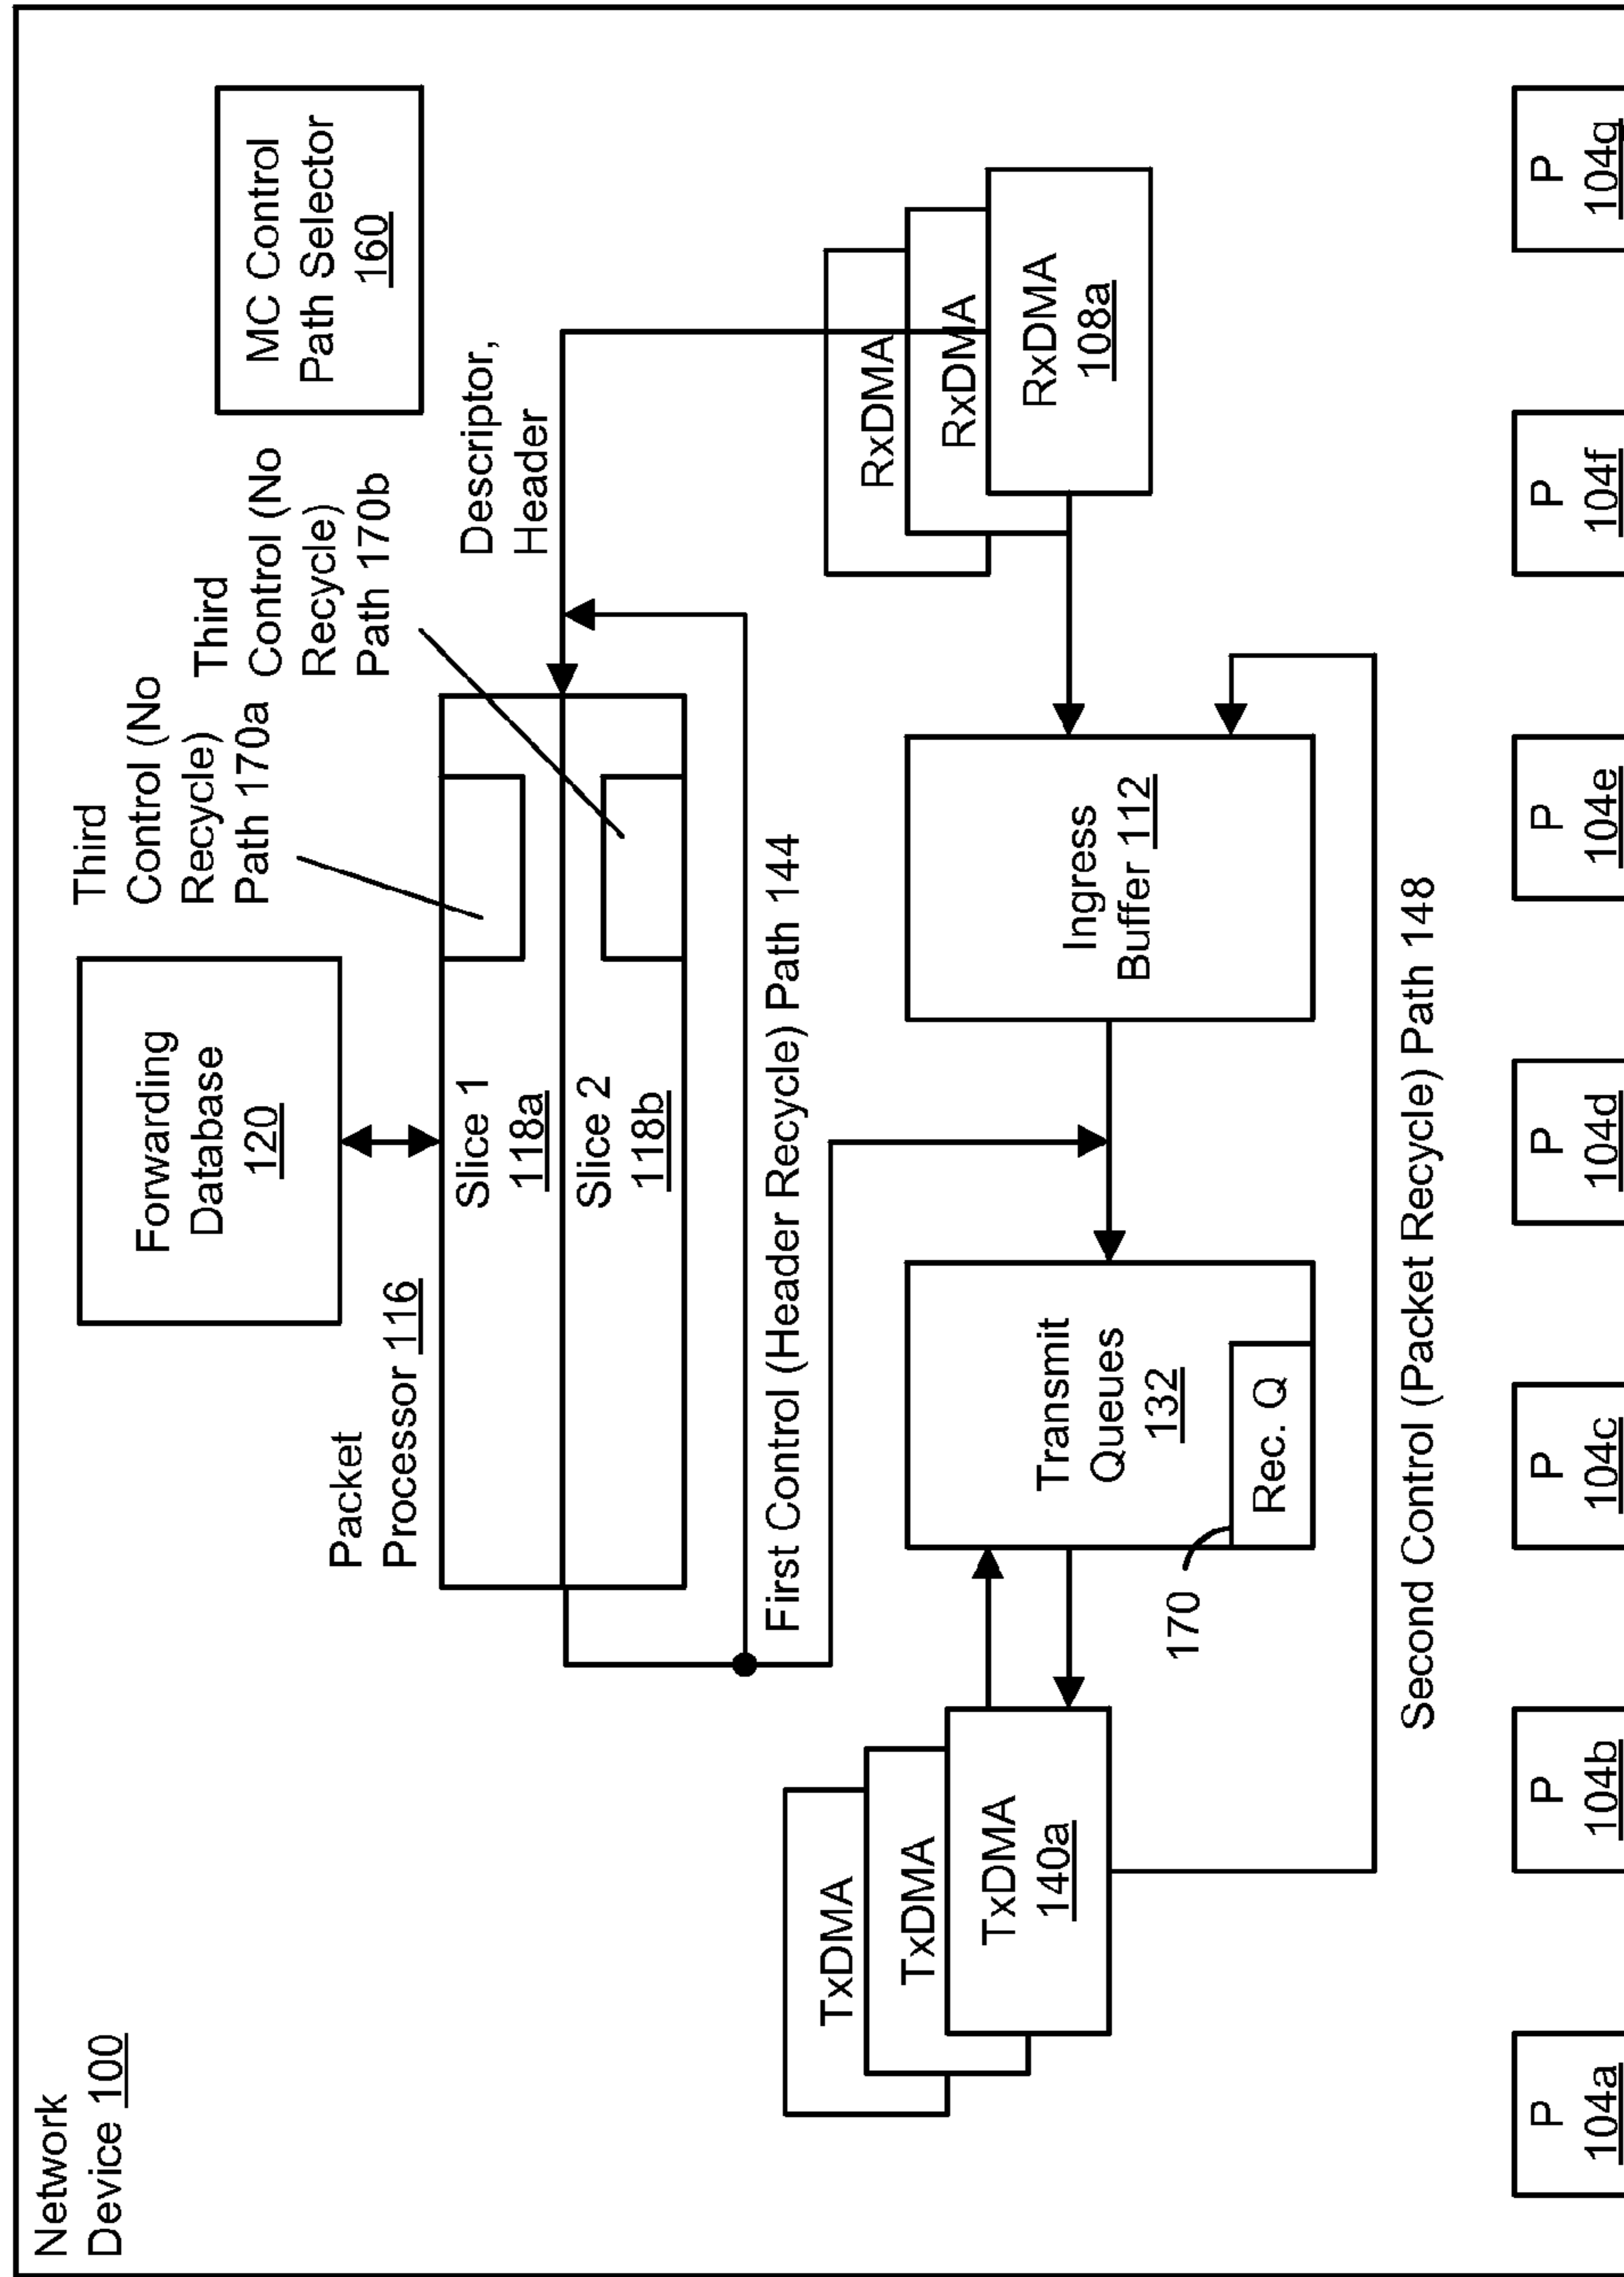 Network
Device 100
Forwarding
Database
120
Third
Control (No
Recycle)
Path 170a
Third
Control (No
Recycle)
Path 170b
MC Control
Path Selector
160
Packet
Processor 116
Slice 1
118a
Slice 2
118b
Descriptor,
Header
First Control (Header Recycle) Path 144
TxDMA
TxDMA
TxDMA
140a
Transmit
Queues
132
Rec. Q
170
Ingress
Buffer 112
RxDMA
RxDMA
RxDMA
108a
Second Control (Packet Recycle) Path 148
P
104a
P
104b
P
104c
P
104d
P
104e
P
104f
P
104g